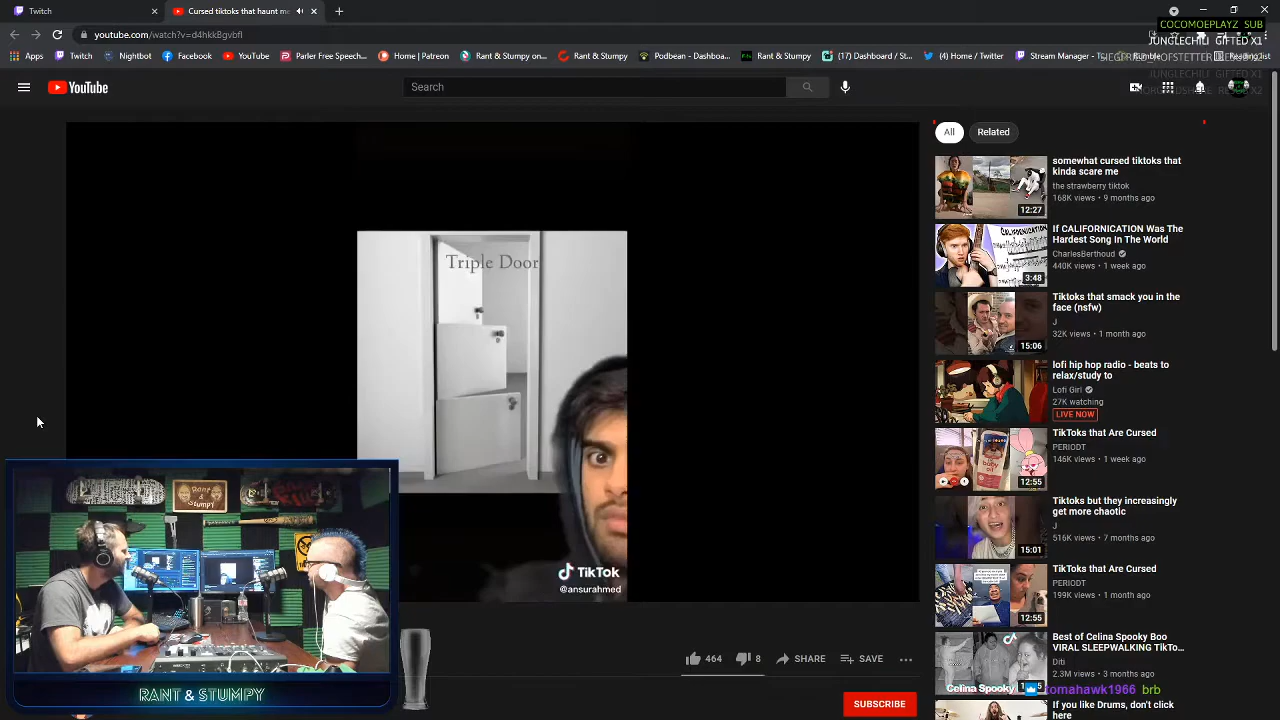 Twitch
Cursed tiktoks that haunt me
COCOMOEPLAYZ SUB
youtube.com/watch?v=d4hkkBgvbfI
JUNGLECHILI GIFTED X1
Apps
Twitch
Nightbot
Facebook
YouTube
Parler Free Speech...
Home | Patreon
Rant & Stumpy on...
Rant & Stumpy
Podbean - Dashboa...
Rant & Stumpy
(17) Dashboard / St...
(4) Home / Twitter
Stream Manager - T...
YouTube
Search
All
Related
somewhat cursed tiktoks that
kinda scare me
the strawberry tiktok
168K views • 9 months ago
12:27
If CALIFORNICATION Was The
Hardest Song In The World
CharlesBerthoud
440K views • 1 week ago
CALIFORNICATION
3:48
Tiktoks that smack you in the
face (nsfw)
J
32K views • 1 month ago
15:06
lofi hip hop radio - beats to
relax/study to
Lofi Girl
27K watching
LIVE NOW
TikToks that Are Cursed
PERIODT
146K views • 1 week ago
baby
oil
12:55
Tiktoks but they increasingly
get more chaotic
J
516K views • 7 months ago
15:01
TikToks that Are Cursed
PERIODT
199K views • 1 month ago
12:55
Best of Celina Spooky Boo
VIRAL SLEEPWALKING TikTo...
Diti
2.3M views • 3 months ago
Celina Spooky
tomahawk1966 brb
If you like Drums, don't click
here
Triple Door
TikTok
@ansurahmed
464
8
SHARE
SAVE
SUBSCRIBE
RANT & STUMPY
RANT & STUMPY